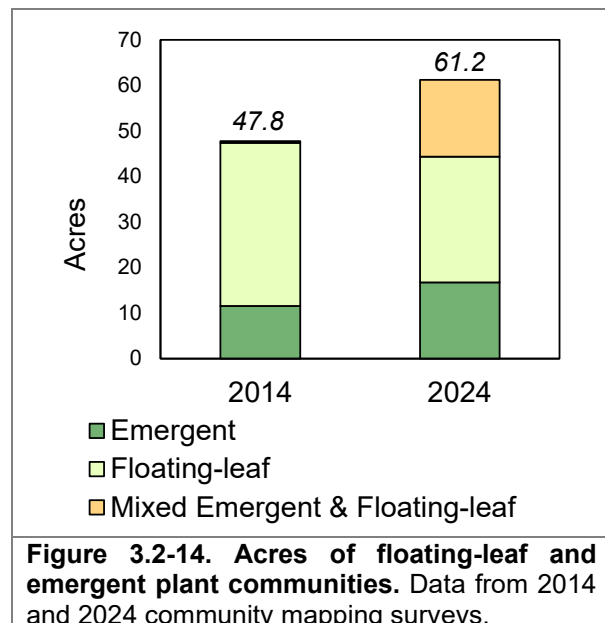 70
60
50
40
30
20
10
0
Acres
47.8
61.2
2014
2024
Emergent
Floating-leaf
Mixed Emergent & Floating-leaf
Figure 3.2-14. Acres of floating-leaf and
emergent plant communities. Data from 2014
and 2024 community mapping surveys.